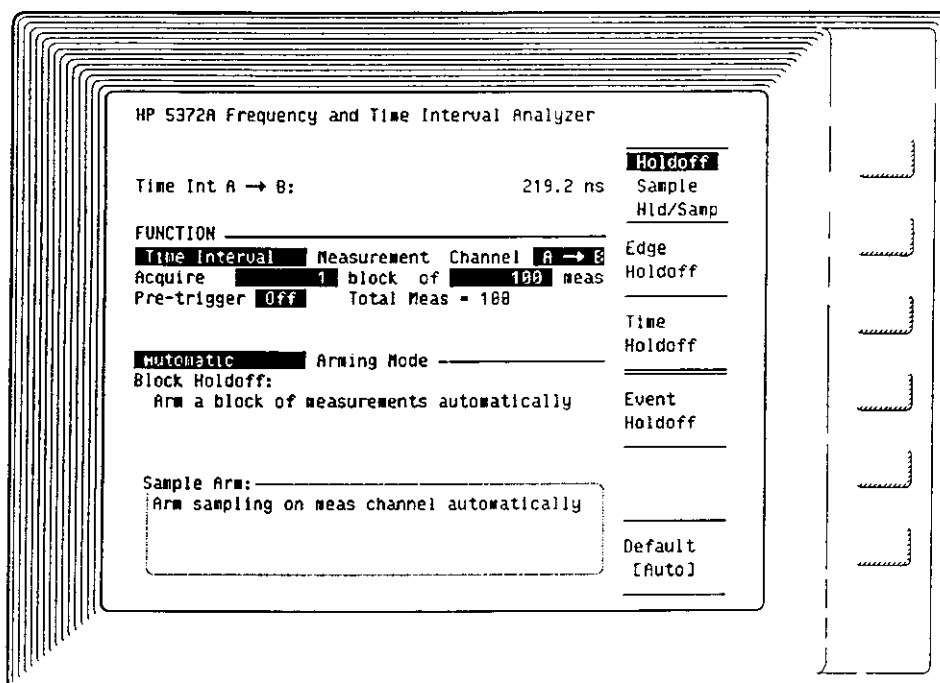 HP 5372A Frequency and Time Interval Analyzer
Time Int A → B: 219.2 ns
FUNCTION
Time Interval Measurement Channel A → B
Acquire 1 block of 100 meas
Pre-trigger Off Total Meas = 100
Automatic Arming Mode
Block Holdoff:
Arm a block of measurements automatically
Sample Arm:
Arm sampling on meas channel automatically
Holdoff
Sample
Hld/Samp
Edge
Holdoff
Time
Holdoff
Event
Holdoff
Default
[Auto]